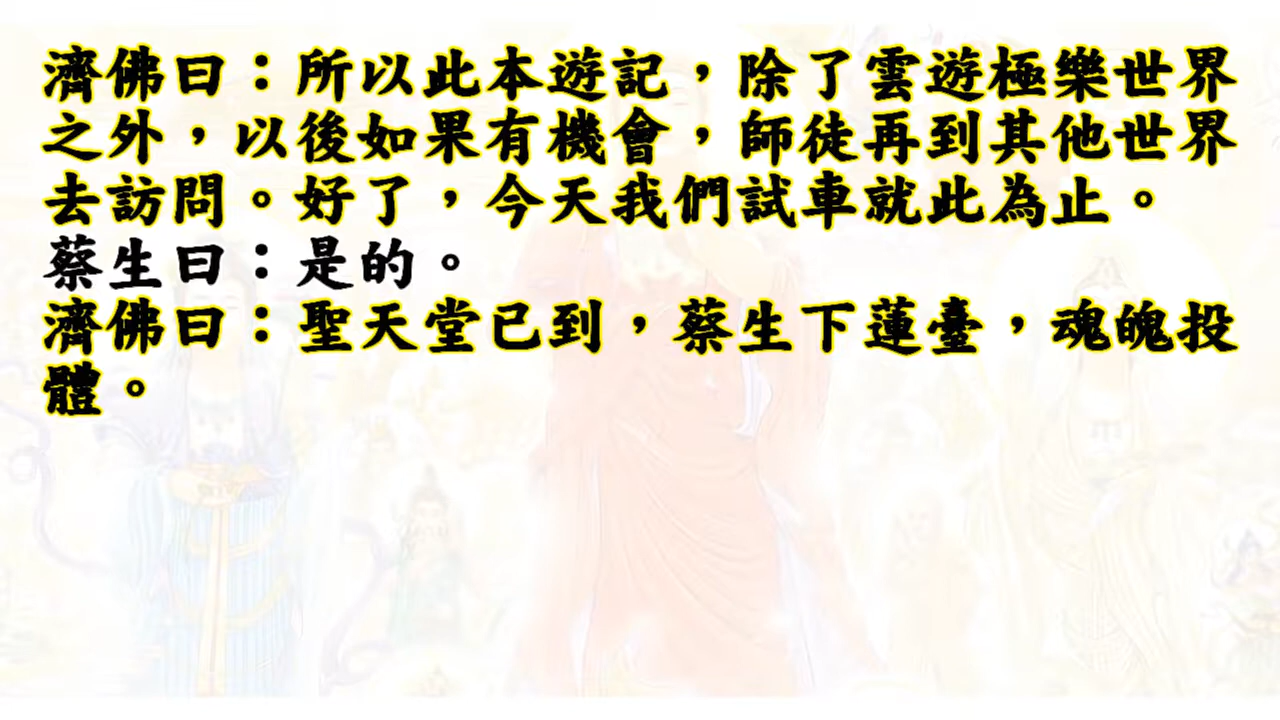 濟佛曰：所以此本遊記，除了雲遊極樂世界
之外，以後如果有機會，師徒再到其他世界
去訪問。好了，今天我們試車就此為止。
蔡生曰：是的。
濟佛曰：聖天堂已到，蔡生下蓮臺，魂魄投
體。